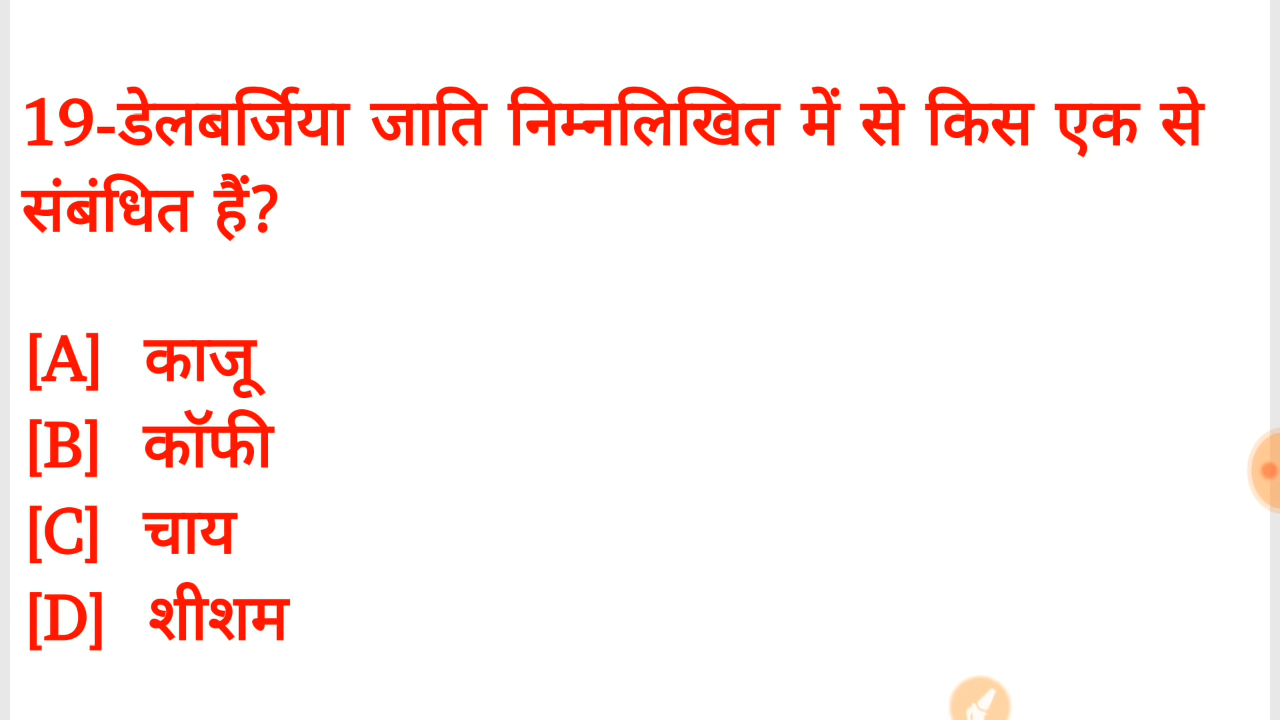 19-डेलबर्जिया जाति निम्नलिखित में से किस एक से
संबंधित हैं?
[A] काजू
[B] कॉफी
[C] चाय
[D] शीशम